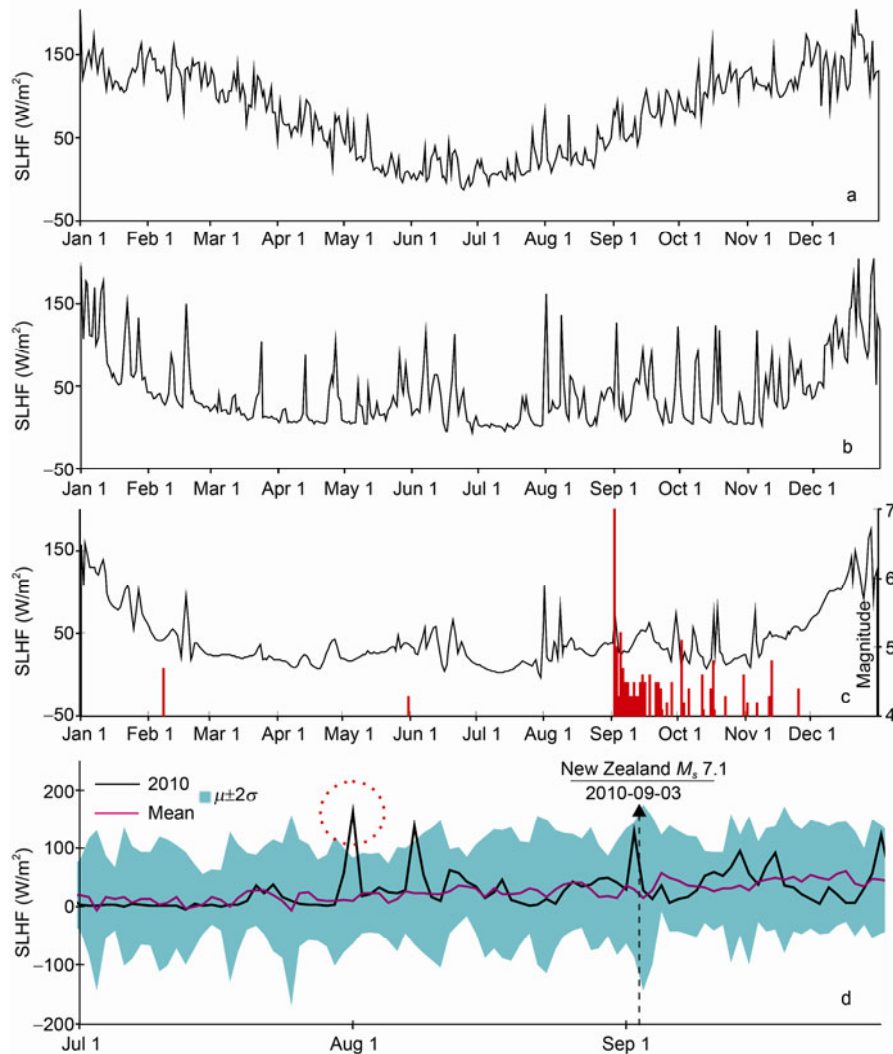 SLHF (W/m²)
150
50
−50
a
Jan 1 Feb 1 Mar 1 Apr 1 May 1 Jun 1 Jul 1 Aug 1 Sep 1 Oct 1 Nov 1 Dec 1
SLHF (W/m²)
150
50
−50
b
Jan 1 Feb 1 Mar 1 Apr 1 May 1 Jun 1 Jul 1 Aug 1 Sep 1 Oct 1 Nov 1 Dec 1
SLHF (W/m²)
150
50
−50
7
6
5
4
Magnitude
c
Jan 1 Feb 1 Mar 1 Apr 1 May 1 Jun 1 Jul 1 Aug 1 Sep 1 Oct 1 Nov 1 Dec 1
SLHF (W/m²)
200
100
0
−100
−200
2010
Mean
μ±2σ
New Zealand Ms 7.1
2010-09-03
d
Jul 1 Aug 1 Sep 1